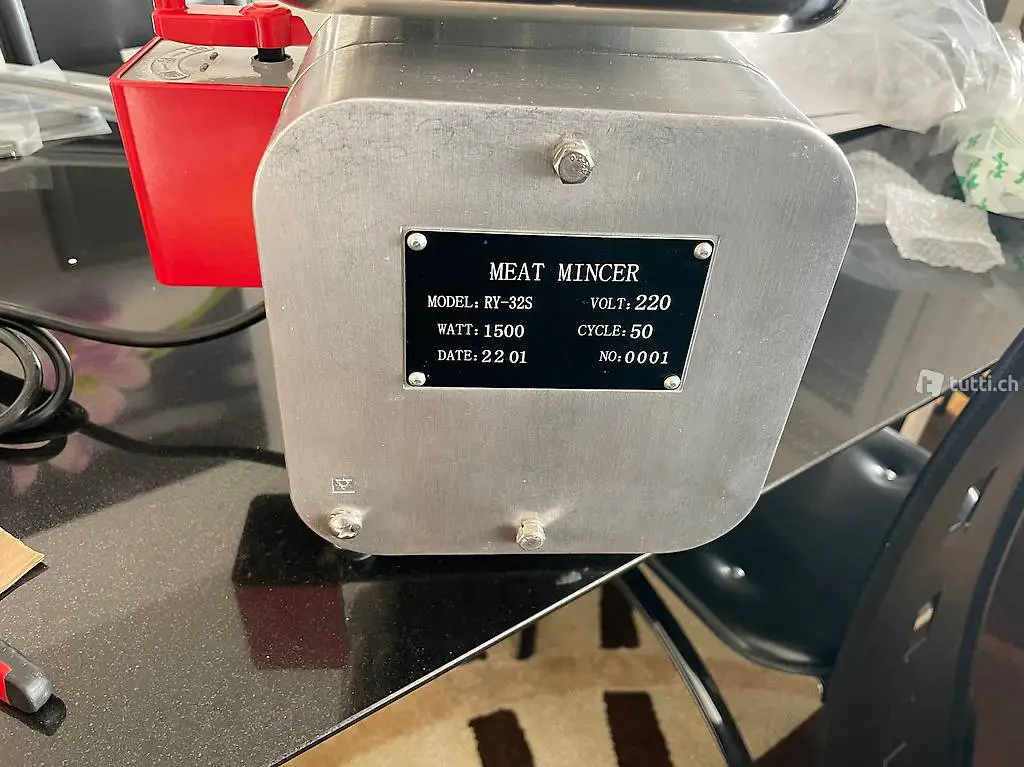 MEAT MINCER
MODEL: RY-32S VOLT: 220
WATT: 1500 CYCLE: 50
DATE: 22 01 NO: 0001
tutti.ch